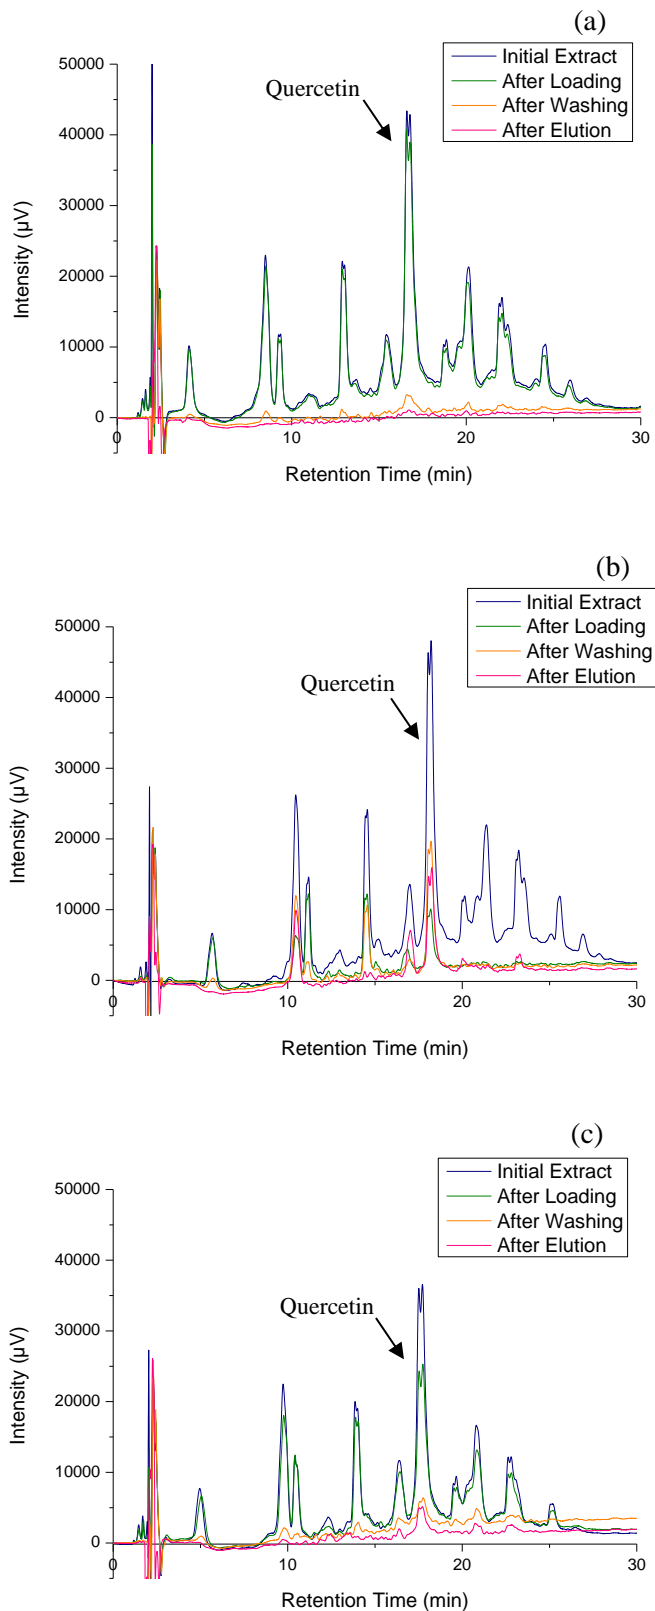 (a)
Initial Extract
After Loading
After Washing
After Elution
Quercetin
50000
40000
30000
20000
10000
0
Intensity (µV)
0 10 20 30
Retention Time (min)
(b)
Initial Extract
After Loading
After Washing
After Elution
Quercetin
50000
40000
30000
20000
10000
0
Intensity (µV)
0 10 20 30
Retention Time (min)
(c)
Initial Extract
After Loading
After Washing
After Elution
Quercetin
50000
40000
30000
20000
10000
0
Intensity (µV)
0 10 20 30
Retention Time (min)